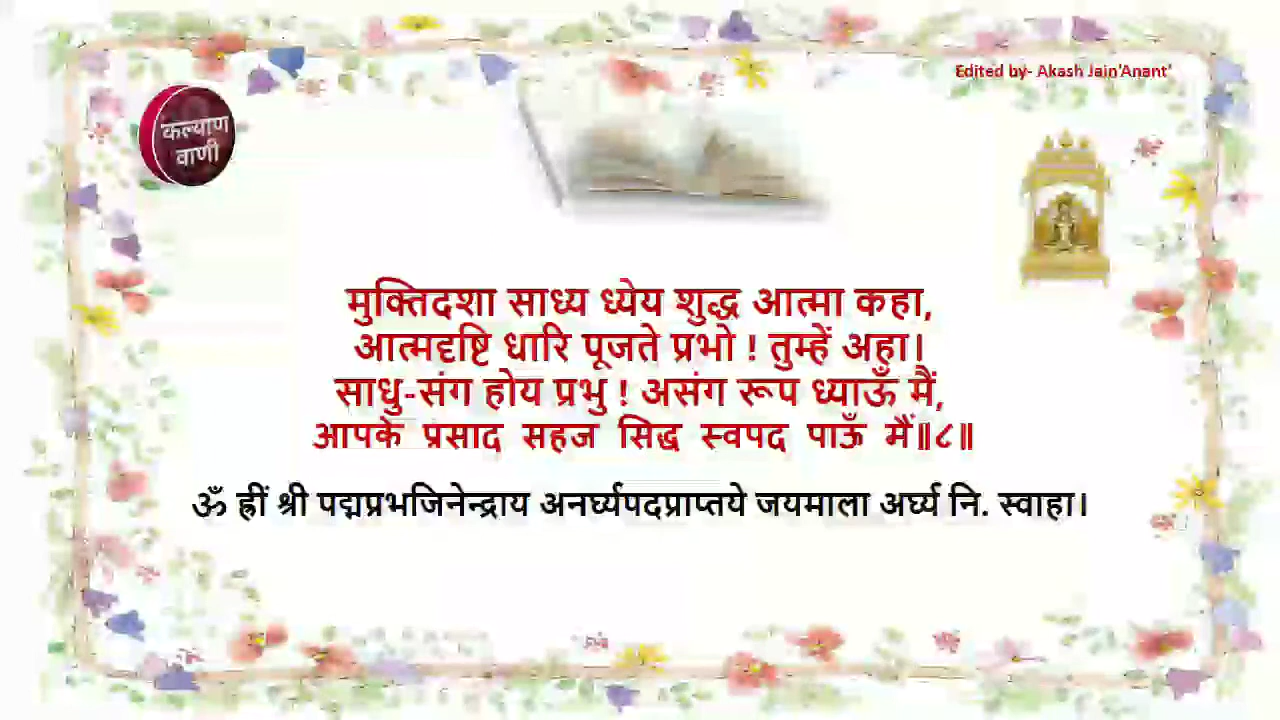 Edited by- Akash Jain'Anant'
कल्याण
वाणी
मुक्तिदशा साध्य ध्येय शुद्ध आत्मा कहा,
आत्मदृष्टि धारि पूजते प्रभो ! तुम्हें अहा।
साधु-संग होय प्रभु ! असंग रूप ध्याऊँ मैं,
आपके प्रसाद सहज सिद्ध स्वपद पाऊँ मैं॥८॥
ॐ ह्रीं श्री पद्मप्रभजिनेन्द्राय अनर्घ्यपदप्राप्तये जयमाला अर्घ्य नि. स्वाहा।